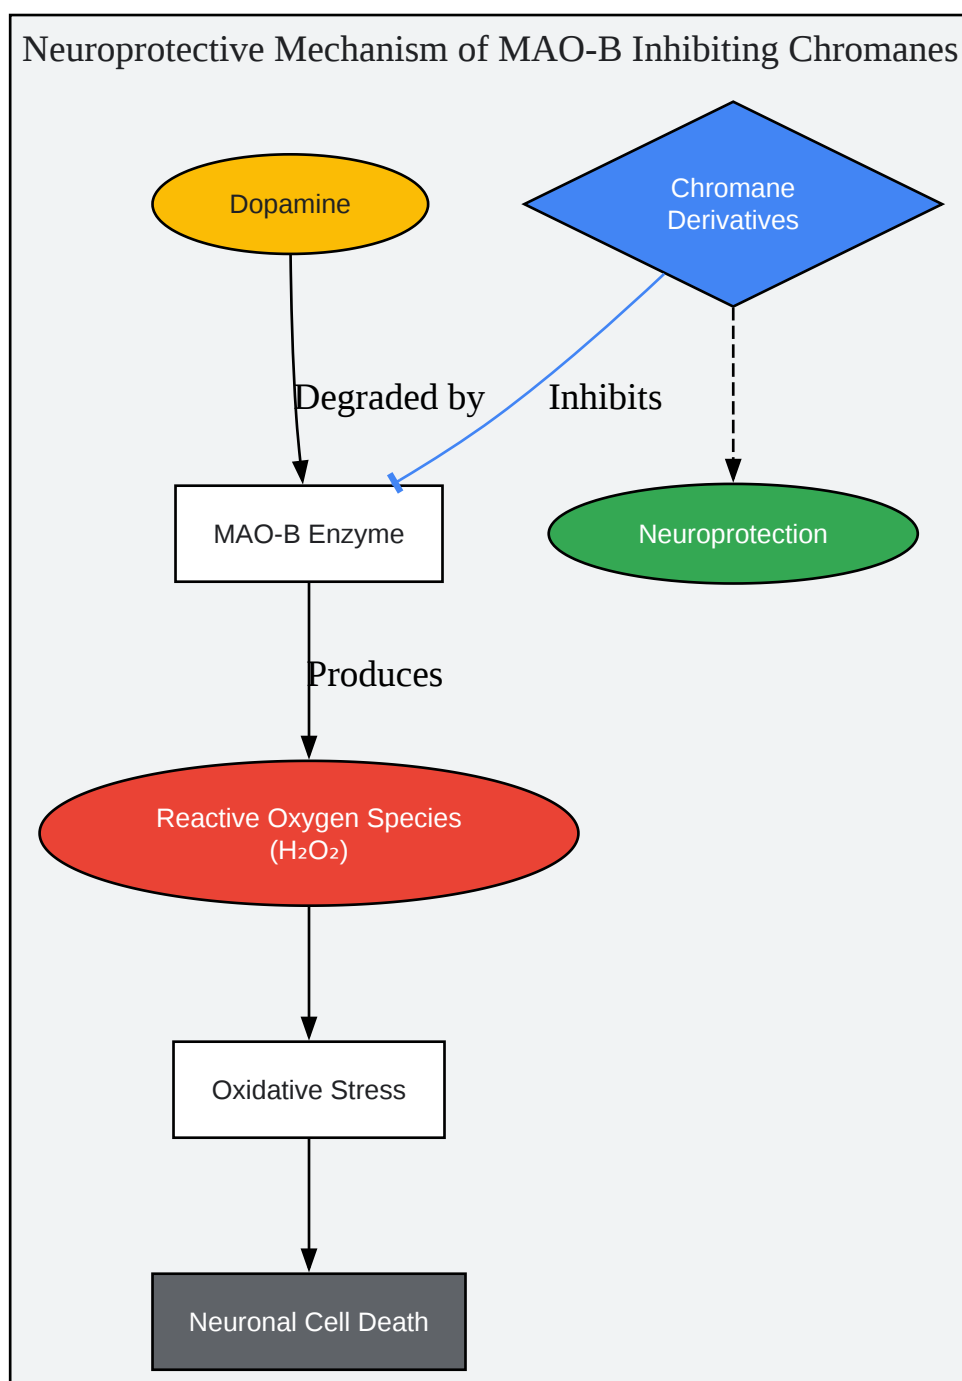 Neuroprotective Mechanism of MAO-B Inhibiting Chromanes
Dopamine
Chromane
Derivatives
Degraded by
Inhibits
MAO-B Enzyme
Neuroprotection
Produces
Reactive Oxygen Species
(H₂O₂)
Oxidative Stress
Neuronal Cell Death